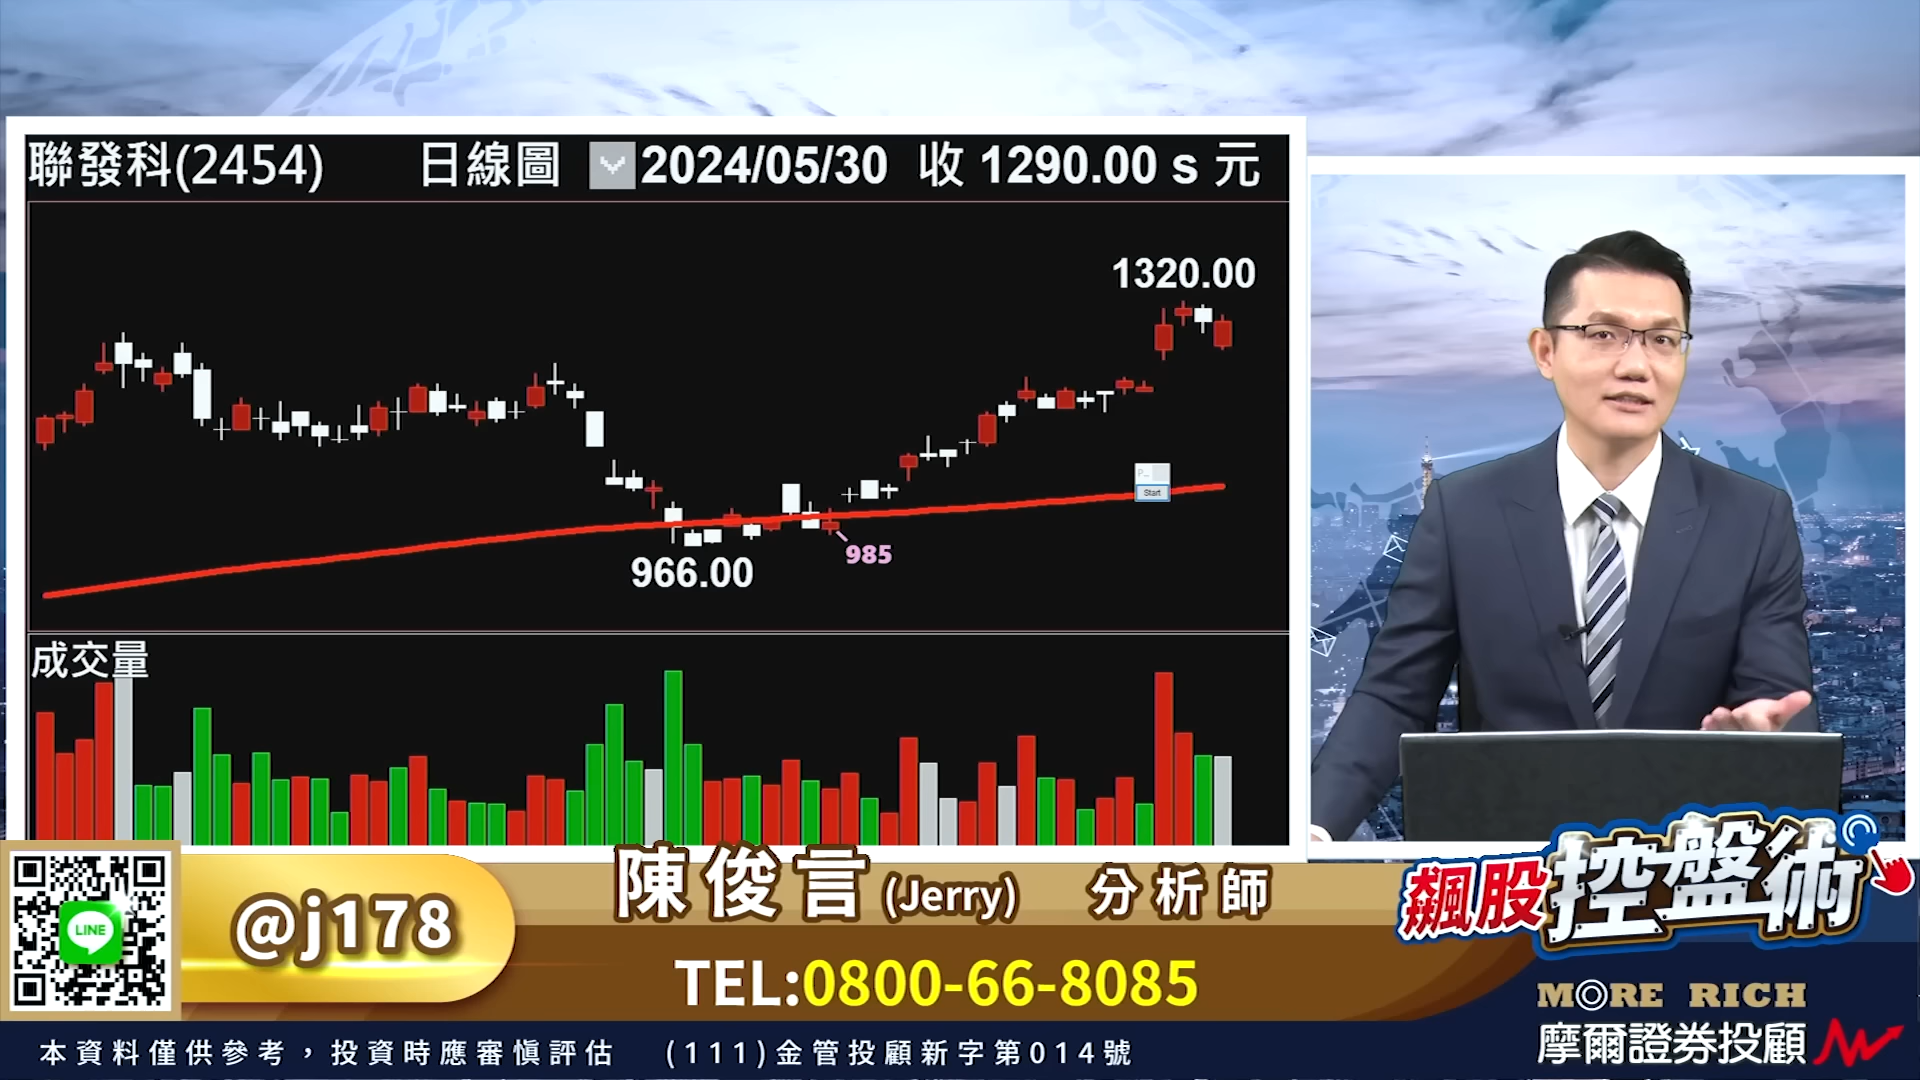 聯發科(2454) 日線圖 2024/05/30 收 1290.00 s 元
1320.00
P...
Start
985
966.00
成交量
LINE
@j178
陳俊言(Jerry) 分析師
TEL:0800-66-8085
飆股控盤術
MORE RICH
摩爾證券投顧
本資料僅供參考，投資時應審慎評估 (111)金管投顧新字第014號